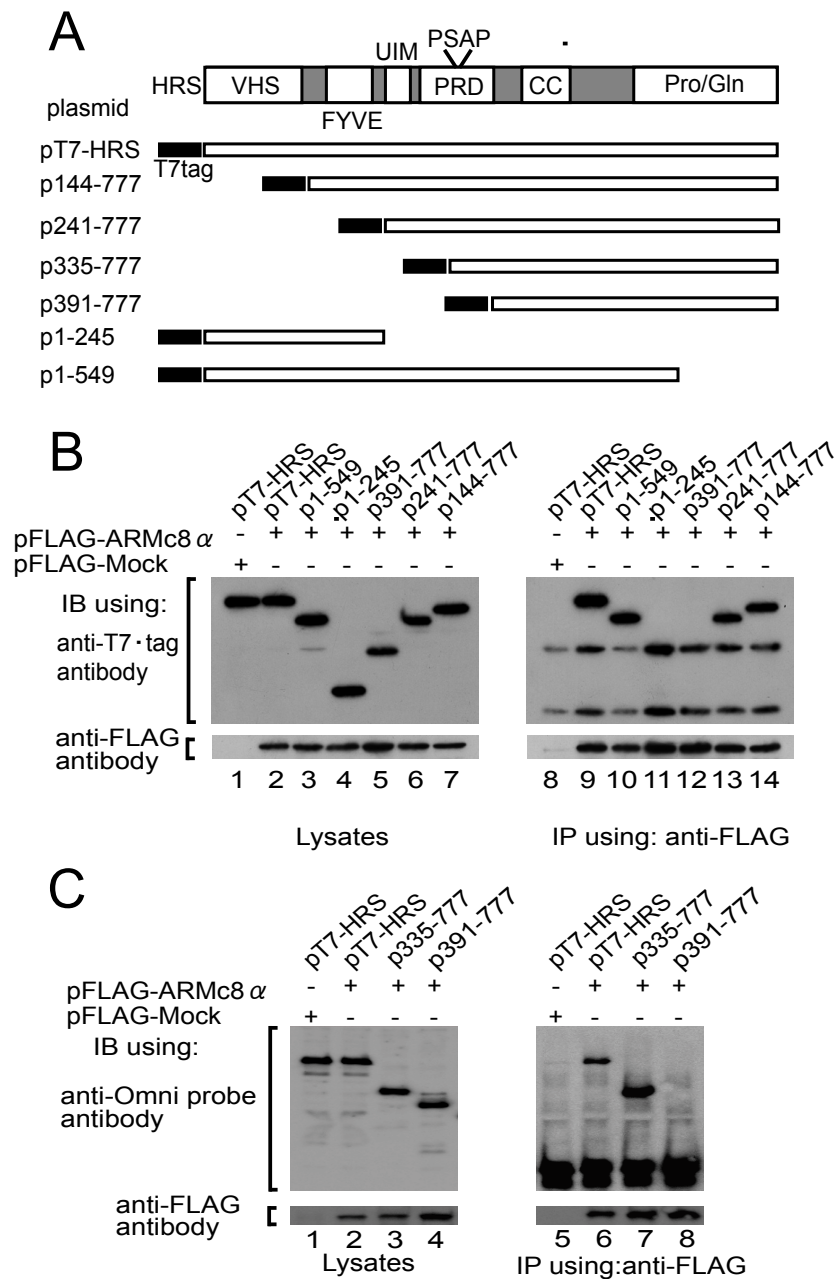 A
UIM PSAP
HRS VHS PRD CC Pro/Gln
plasmid FYVE
pT7-HRS
T7tag
p144-777
p241-777
p335-777
p391-777
p1-245
p1-549
B
pT7-HRS pT7-HRS p1-549 p1-245 p391-777 p241-777 p144-777 pT7-HRS pT7-HRS p1-549 p1-245 p391-777 p241-777 p144-777
pFLAG-ARMc8α - + + + + + + - + + + + + +
pFLAG-Mock + - - - - - - + - - - - - -
IB using:
anti-T7・tag
antibody
anti-FLAG
antibody
1 2 3 4 5 6 7 8 9 10 11 12 13 14
Lysates IP using: anti-FLAG
C
pT7-HRS pT7-HRS p335-777 p391-777 pT7-HRS pT7-HRS p335-777 p391-777
pFLAG-ARMc8α - + + + - + + +
pFLAG-Mock + - - - + - - -
IB using:
anti-Omni probe
antibody
anti-FLAG
antibody
1 2 3 4 5 6 7 8
Lysates IP using:anti-FLAG